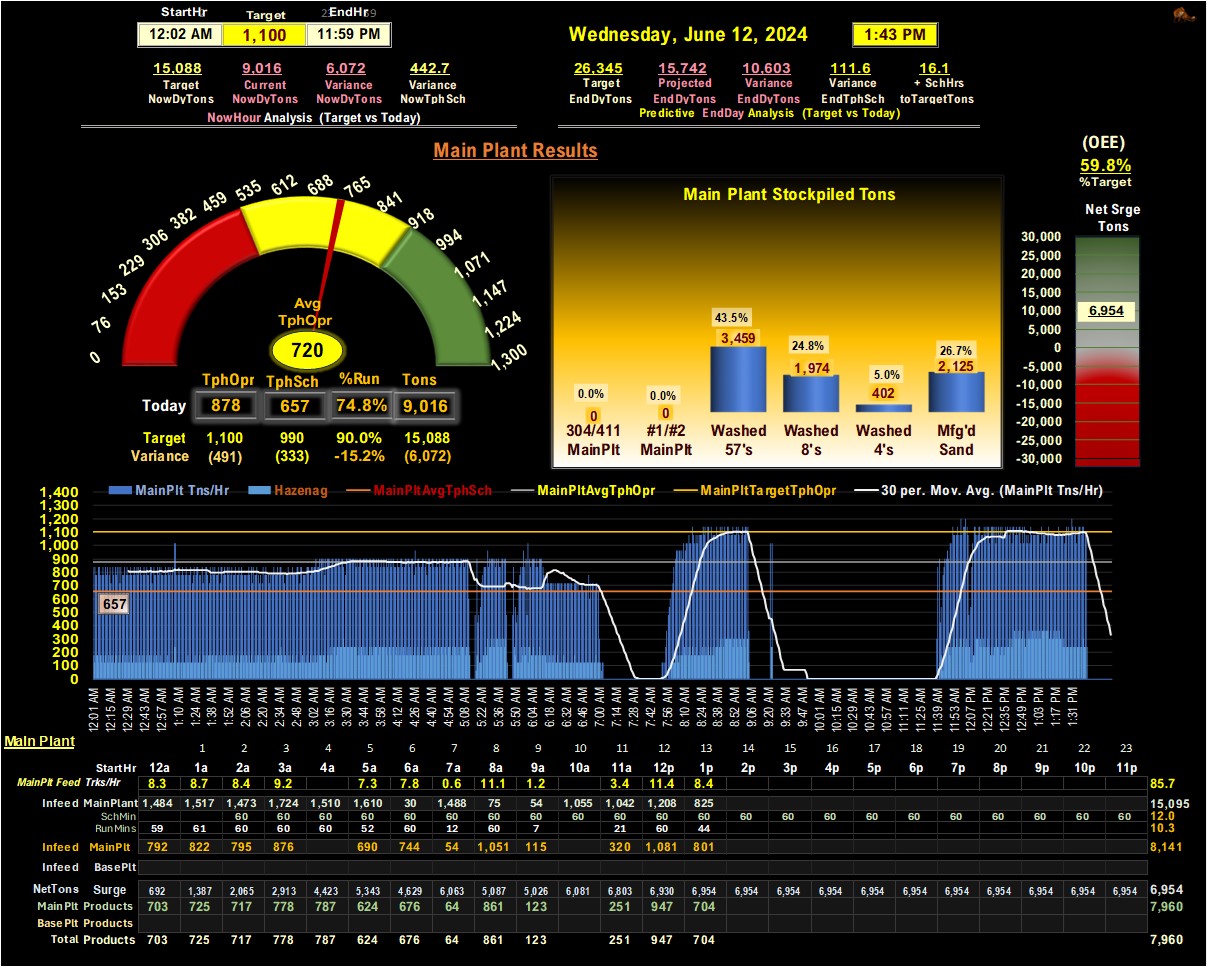 StartHr Target EndHr
12:02 AM 1,100 11:59 PM
Wednesday, June 12, 2024 1:43 PM
15,088 9,016 6,072 442.7
Target Current Variance Variance
NowDyTons NowDyTons NowDyTons NowTphSch
NowHour Analysis (Target vs Today)
26,345 15,742 10,603 111.6 16.1
Target Projected Variance Variance + SchHrs
EndDyTons EndDyTons EndDyTons EndTphSch toTargetTons
Predictive EndDay Analysis (Target vs Today)
Main Plant Results
(OEE)
59.8%
%Target
0 76 153 229 306 382 459 535 612 688 765 841 918 994 1,071 1,147 1,224 1,300
Avg
TphOpr
720
TphOpr TphSch %Run Tons
Today 878 657 74.8% 9,016
Target 1,100 990 90.0% 15,088
Variance (491) (333) -15.2% (6,072)
Main Plant Stockpiled Tons
0.0% 0.0% 43.5% 24.8% 5.0% 26.7%
0 0 3,459 1,974 402 2,125
304/411 #1/#2 Washed Washed Washed Mfg'd
MainPlt MainPlt 57's 8's 4's Sand
Net Srge
Tons
30,000
25,000
20,000
15,000
10,000
6,954
5,000
0
-5,000
-10,000
-15,000
-20,000
-25,000
-30,000
MainPlt Tns/Hr Hazenag MainPltAvgTphSch MainPltAvgTphOpr MainPltTargetTphOpr 30 per. Mov. Avg. (MainPlt Tns/Hr)
1,400
1,300
1,200
1,100
1,000
900
800
700
600
500
400
300
200
100
0
657
12:01 AM 12:15 AM 12:29 AM 12:43 AM 12:57 AM 1:10 AM 1:24 AM 1:38 AM 1:52 AM 2:06 AM 2:20 AM 2:34 AM 2:48 AM 3:02 AM 3:16 AM 3:30 AM 3:44 AM 3:58 AM 4:12 AM 4:26 AM 4:40 AM 4:54 AM 5:08 AM 5:22 AM 5:36 AM 5:50 AM 6:04 AM 6:18 AM 6:32 AM 6:46 AM 7:00 AM 7:14 AM 7:28 AM 7:42 AM 7:56 AM 8:10 AM 8:24 AM 8:38 AM 8:52 AM 9:06 AM 9:20 AM 9:33 AM 9:47 AM 10:01 AM 10:15 AM 10:29 AM 10:43 AM 10:57 AM 11:11 AM 11:25 AM 11:39 AM 11:53 AM 12:07 PM 12:21 PM 12:35 PM 12:49 PM 1:03 PM 1:17 PM 1:31 PM
Main Plant
1 2 3 4 5 6 7 8 9 10 11 12 13 14 15 16 17 18 19 20 21 22 23
StartHr 12a 1a 2a 3a 4a 5a 6a 7a 8a 9a 10a 11a 12p 1p 2p 3p 4p 5p 6p 7p 8p 9p 10p 11p
MainPlt Feed Trks/Hr 8.3 8.7 8.4 9.2 7.3 7.8 0.6 11.1 1.2 3.4 11.4 8.4 85.7
Infeed MainPlant 1,484 1,517 1,473 1,724 1,510 1,610 30 1,488 75 54 1,055 1,042 1,208 825 15,095
SchMin 60 60 60 60 60 60 60 60 60 60 60 60 60 60 60 60 60 60 60 60 60 60 12.0
RunMins 59 61 60 60 60 52 60 12 60 7 21 60 44 10.3
Infeed MainPlt 792 822 795 876 690 744 54 1,051 115 320 1,081 801 8,141
Infeed BasePlt
NetTons Surge 692 1,387 2,065 2,913 4,423 5,343 4,629 6,063 5,087 5,026 6,081 6,803 6,930 6,954 6,954 6,954 6,954 6,954 6,954 6,954 6,954 6,954 6,954 6,954 6,954
MainPlt Products 703 725 717 778 787 624 676 64 861 123 251 947 704 7,960
BasePlt Products
Total Products 703 725 717 778 787 624 676 64 861 123 251 947 704 7,960